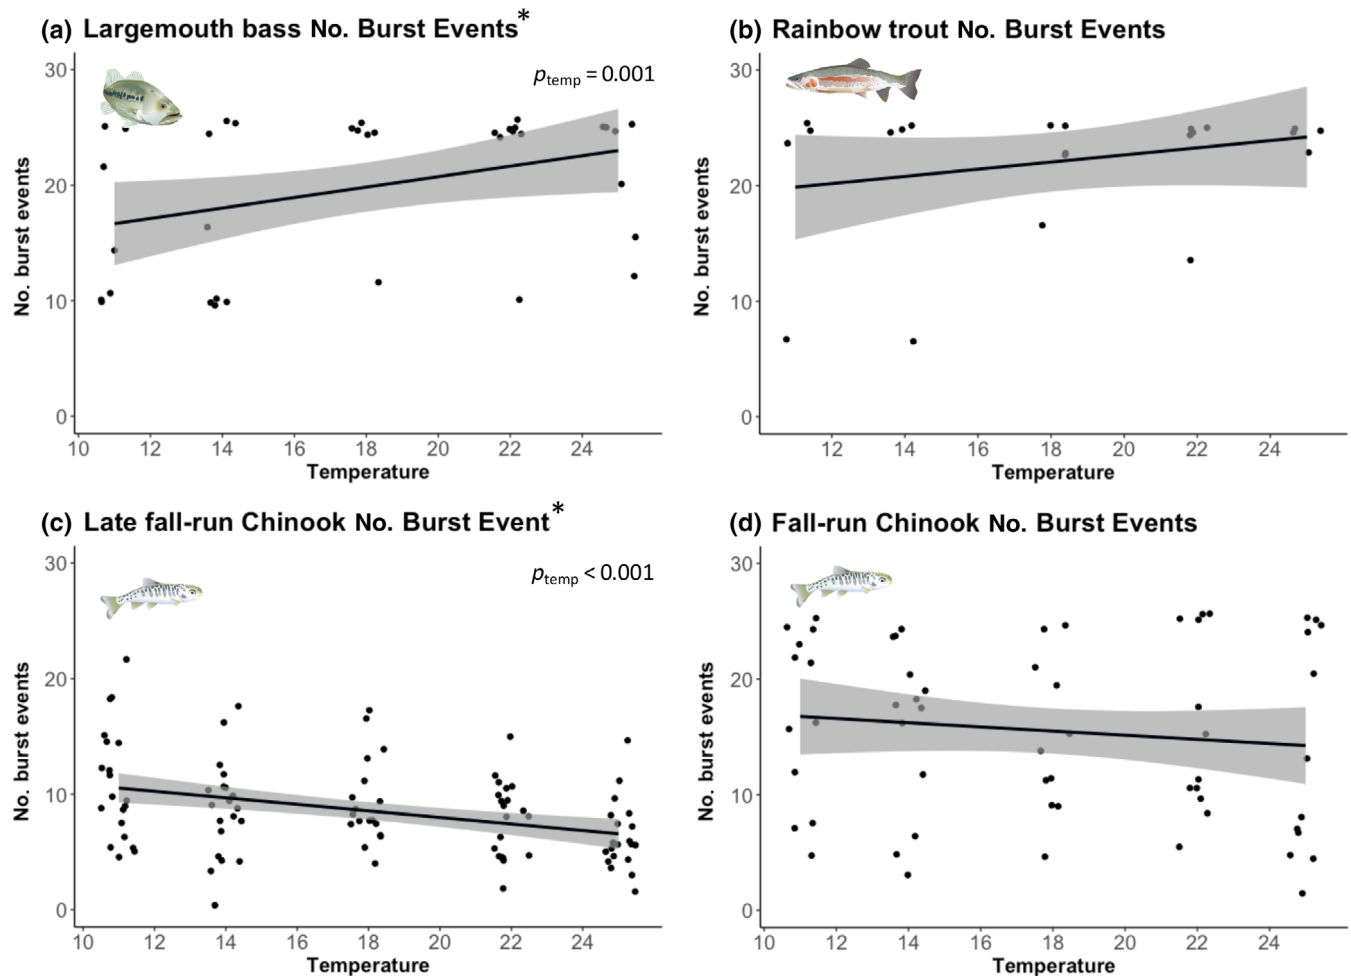 (a) Largemouth bass No. Burst Events*
30
20
10
0
No. burst events
p temp = 0.001
10 12 14 16 18 20 22 24
Temperature
(b) Rainbow trout No. Burst Events
30
20
10
0
No. burst events
12 14 16 18 20 22 24
Temperature
(c) Late fall-run Chinook No. Burst Event*
30
20
10
0
No. burst events
p temp < 0.001
10 12 14 16 18 20 22 24
Temperature
(d) Fall-run Chinook No. Burst Events
30
20
10
0
No. burst events
10 12 14 16 18 20 22 24
Temperature